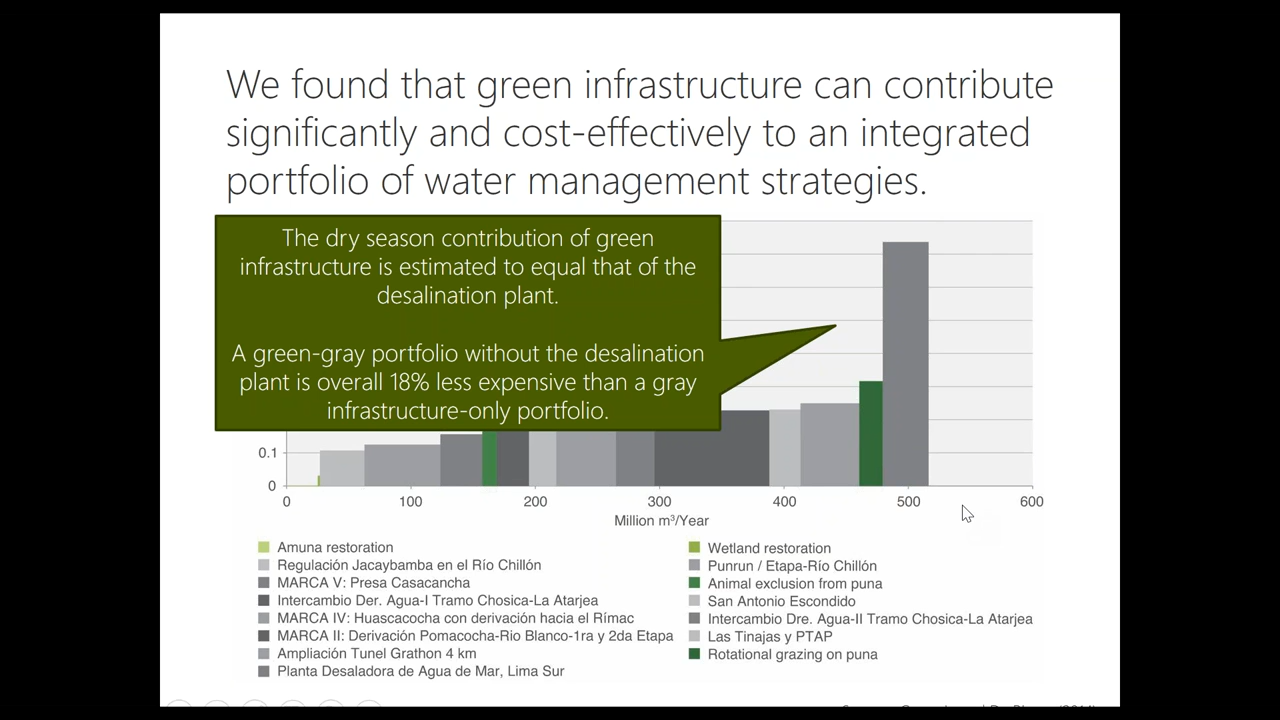 We found that green infrastructure can contribute
significantly and cost-effectively to an integrated
portfolio of water management strategies.
The dry season contribution of green
infrastructure is estimated to equal that of the
desalination plant.
A green-gray portfolio without the desalination
plant is overall 18% less expensive than a gray
infrastructure-only portfolio.
0.1
0
0 100 200 300 400 500 600
Million m³/Year
Amuna restoration
Regulación Jacaybamba en el Río Chillón
MARCA V: Presa Casacancha
Intercambio Der. Agua-I Tramo Chosica-La Atarjea
MARCA IV: Huascacocha con derivación hacia el Rímac
MARCA II: Derivación Pomacocha-Rio Blanco-1ra y 2da Etapa
Ampliación Tunel Grathon 4 km
Planta Desaladora de Agua de Mar, Lima Sur
Wetland restoration
Punrun / Etapa-Río Chillón
Animal exclusion from puna
San Antonio Escondido
Intercambio Dre. Agua-II Tramo Chosica-La Atarjea
Las Tinajas y PTAP
Rotational grazing on puna